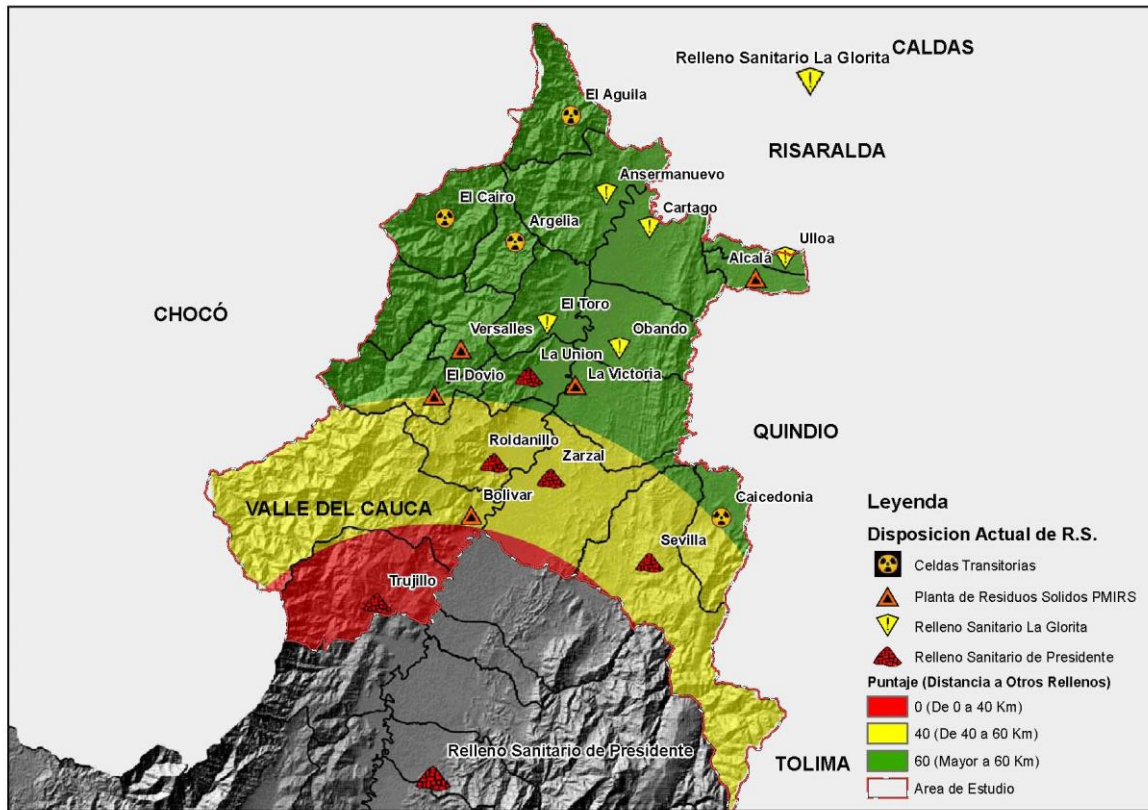 CALDAS
Relleno Sanitario La Glorita
El Aguila
RISARALDA
Ansermanuevo
El Cairo
Cartago
Argelia
Ulloa
Alcalá
CHOCÓ
El Toro
Versalles
Obando
La Union
El Dovio
La Victoria
QUINDIO
Roldanillo
Zarzal
Bolivar
Caicedonia
VALLE DEL CAUCA
Sevilla
Trujillo
Relleno Sanitario de Presidente
TOLIMA
Leyenda
Disposicion Actual de R.S.
Celdas Transitorias
Planta de Residuos Solidos PMIRS
Relleno Sanitario La Glorita
Relleno Sanitario de Presidente
Puntaje (Distancia a Otros Rellenos)
0 (De 0 a 40 Km)
40 (De 40 a 60 Km)
60 (Mayor a 60 Km)
Area de Estudio